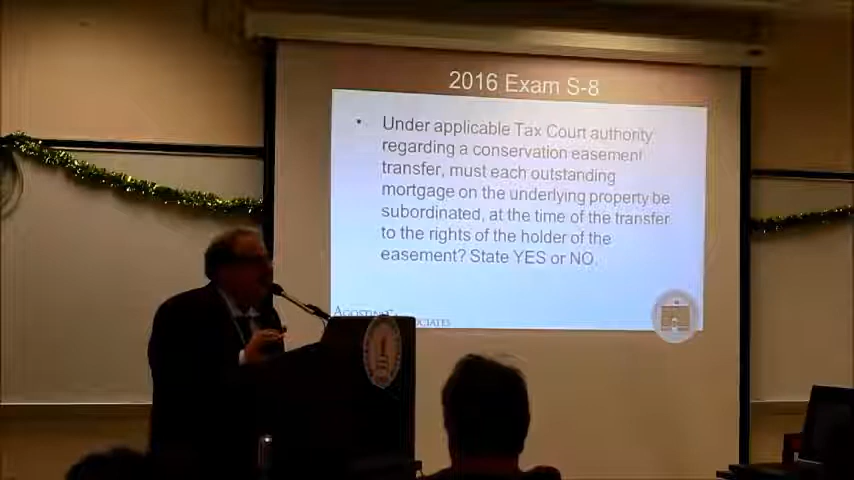 2016 Exam S-8
• Under applicable Tax Court authority
regarding a conservation easement
transfer, must each outstanding
mortgage on the underlying property be
subordinated, at the time of the transfer
to the rights of the holder of the
easement? State YES or NO.